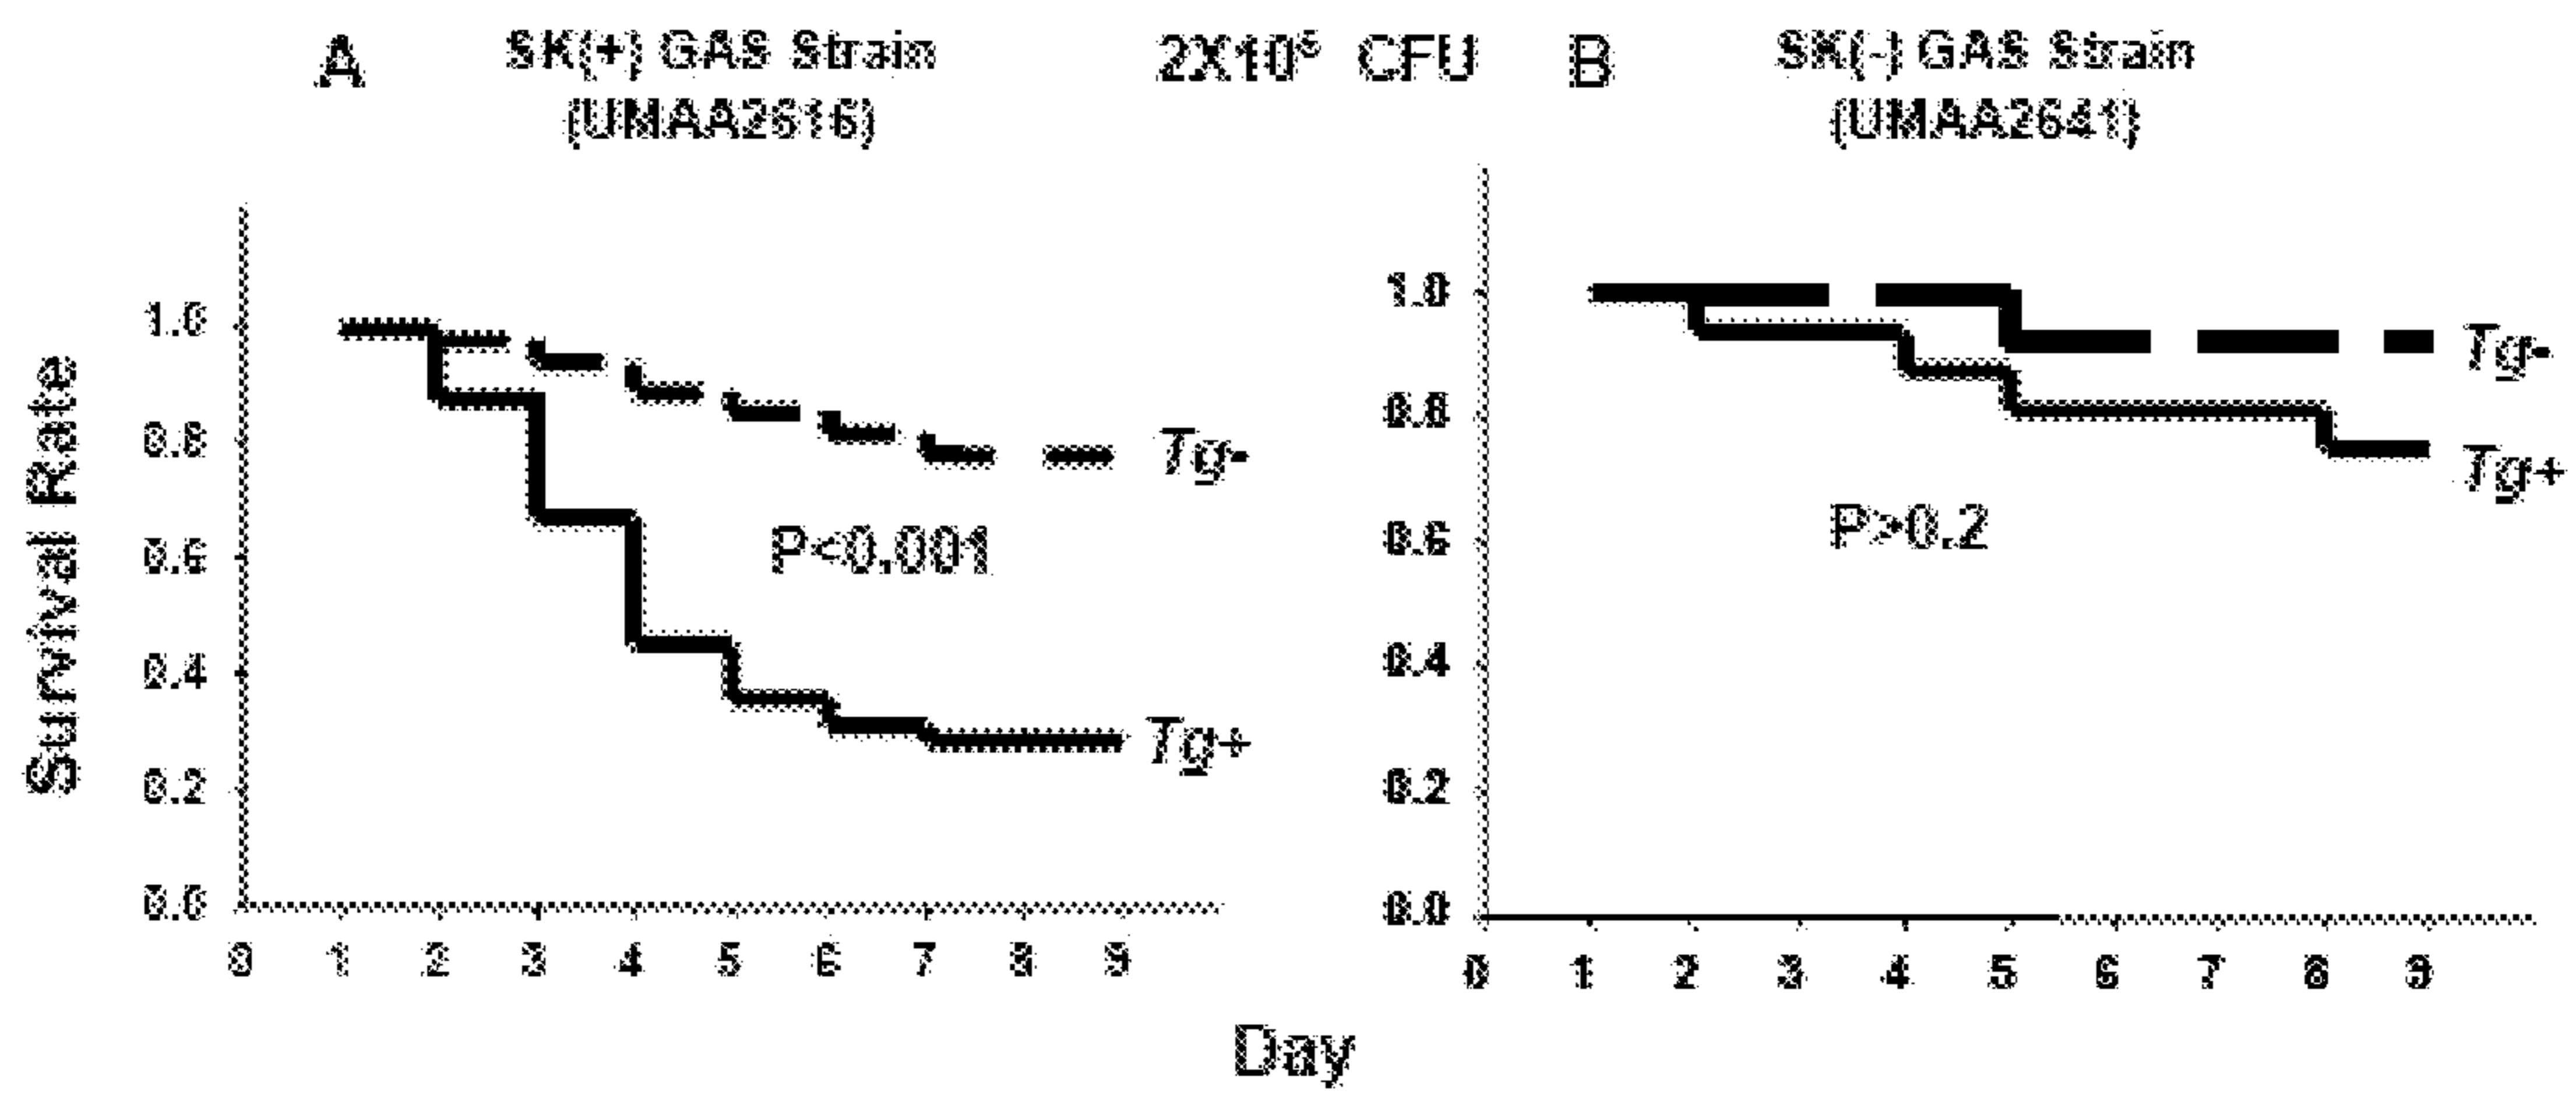 A SK(+) GAS Strain 2X10⁵ CFU B SK(-) GAS Strain
(UMAA2616) (UMAA2641)
Survival Rate
1.0
0.8
0.6
0.4
0.2
0.0
0 1 2 3 4 5 6 7 8 9
Tg-
P<0.001
Tg+
1.0
0.8
0.6
0.4
0.2
0.0
0 1 2 3 4 5 6 7 8 9
Tg-
Tg+
P>0.2
Day